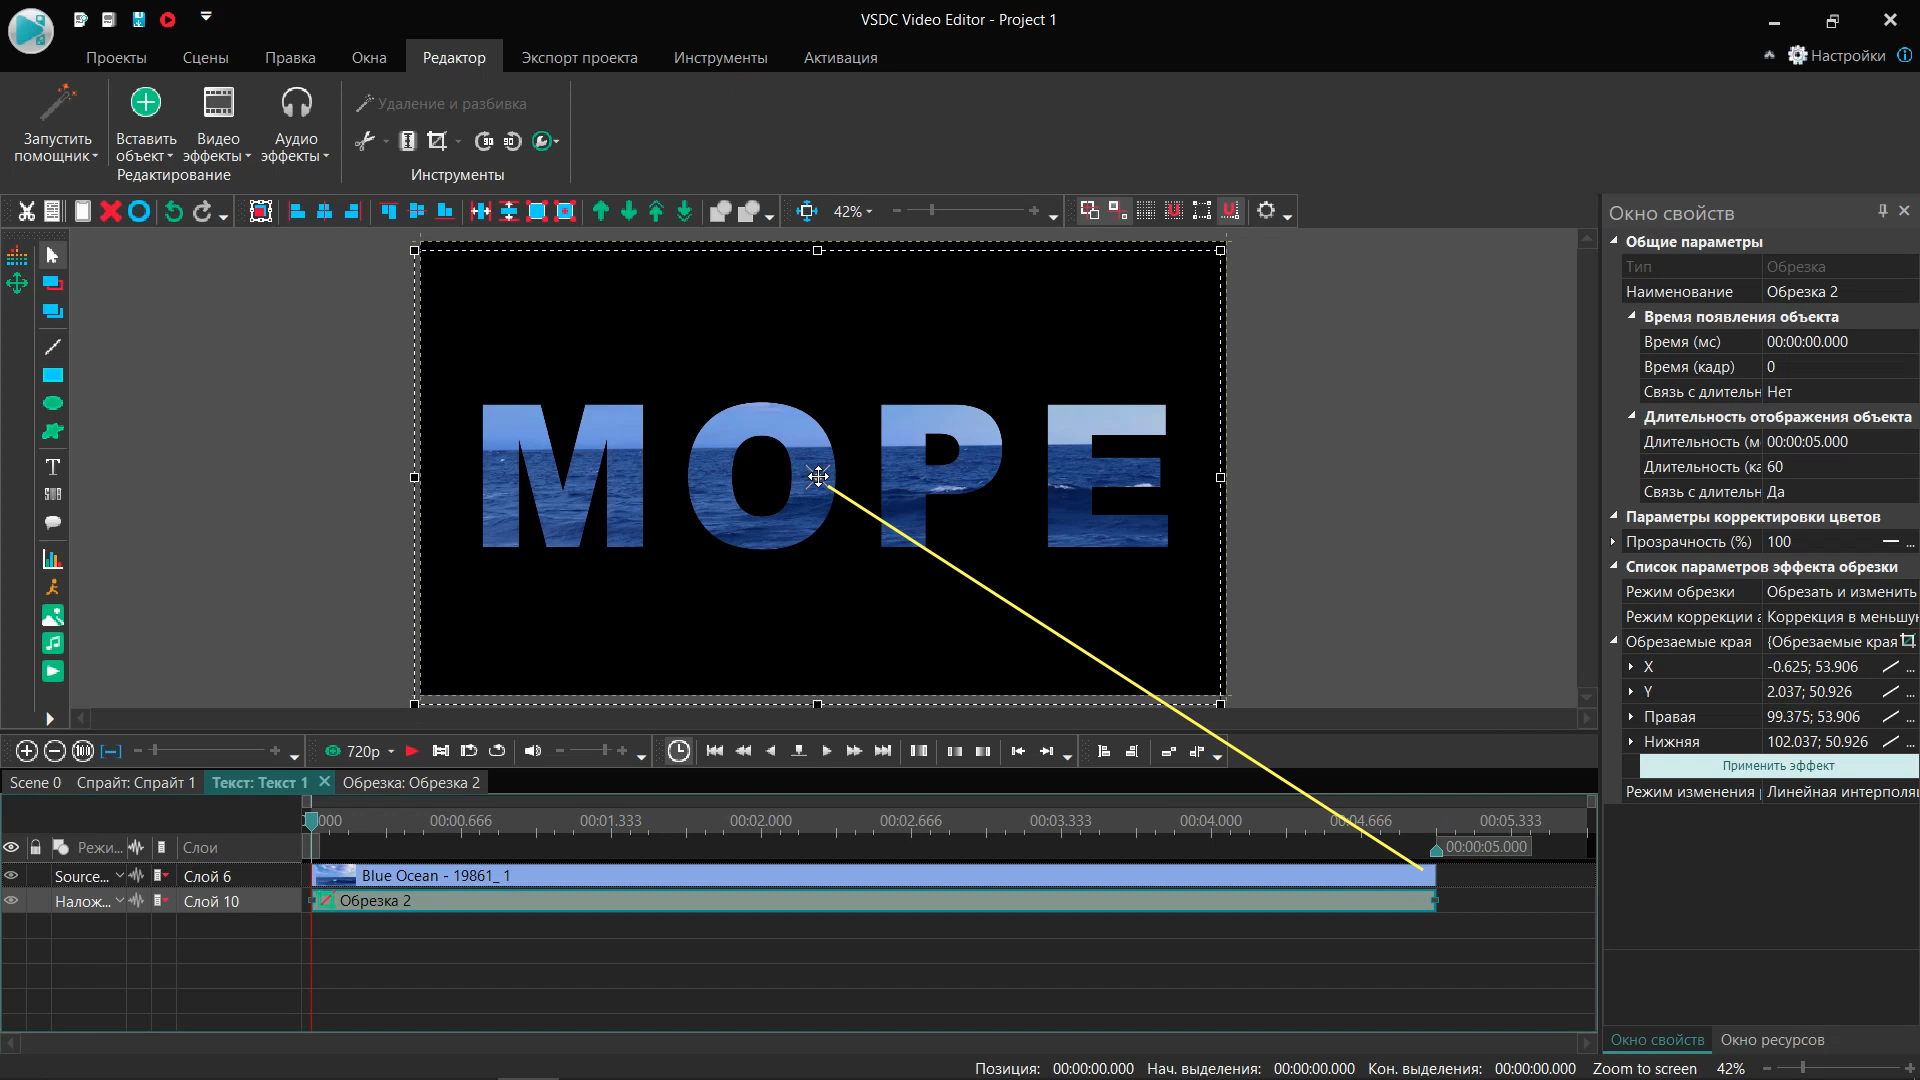 VSDC Video Editor - Project 1
Проекты Сцены Правка Окна Редактор Экспорт проекта Инструменты Активация
Настройки
Запустить помощник
Вставить объект
Видео эффекты
Аудио эффекты
Редактирование
Удаление и разбивка
Инструменты
42%
Окно свойств
Общие параметры
Тип Обрезка
Наименование Обрезка 2
Время появления объекта
Время (мс) 00:00:00.000
Время (кадр) 0
Связь с длительн Нет
Длительность отображения объекта
Длительность (м 00:00:05.000
Длительность (ка 60
Связь с длительн Да
Параметры корректировки цветов
Прозрачность (%) 100 ...
Список параметров эффекта обрезки
Режим обрезки Обрезать и изменить
Режим коррекции а Коррекция в меньшую
Обрезаемые края {Обрезаемые края
X -0.625; 53.906 ...
Y 2.037; 50.926 ...
Правая 99.375; 53.906 ...
Нижняя 102.037; 50.926 ...
Применить эффект
Режим изменения Линейная интерполя
МОРЕ
720p
Scene 0 Спрайт: Спрайт 1 Текст: Текст 1 Обрезка: Обрезка 2
000 00:00.666 00:01.333 00:02.000 00:02.666 00:03.333 00:04.000 00:04.666 00:05.333
Режи... Слои 00:00:05.000
Source... Слой 6 Blue Ocean - 19861_ 1
Налож... Слой 10 Обрезка 2
Окно свойств Окно ресурсов
Позиция: 00:00:00.000 Нач. выделения: 00:00:00.000 Кон. выделения: 00:00:00.000 Zoom to screen 42%